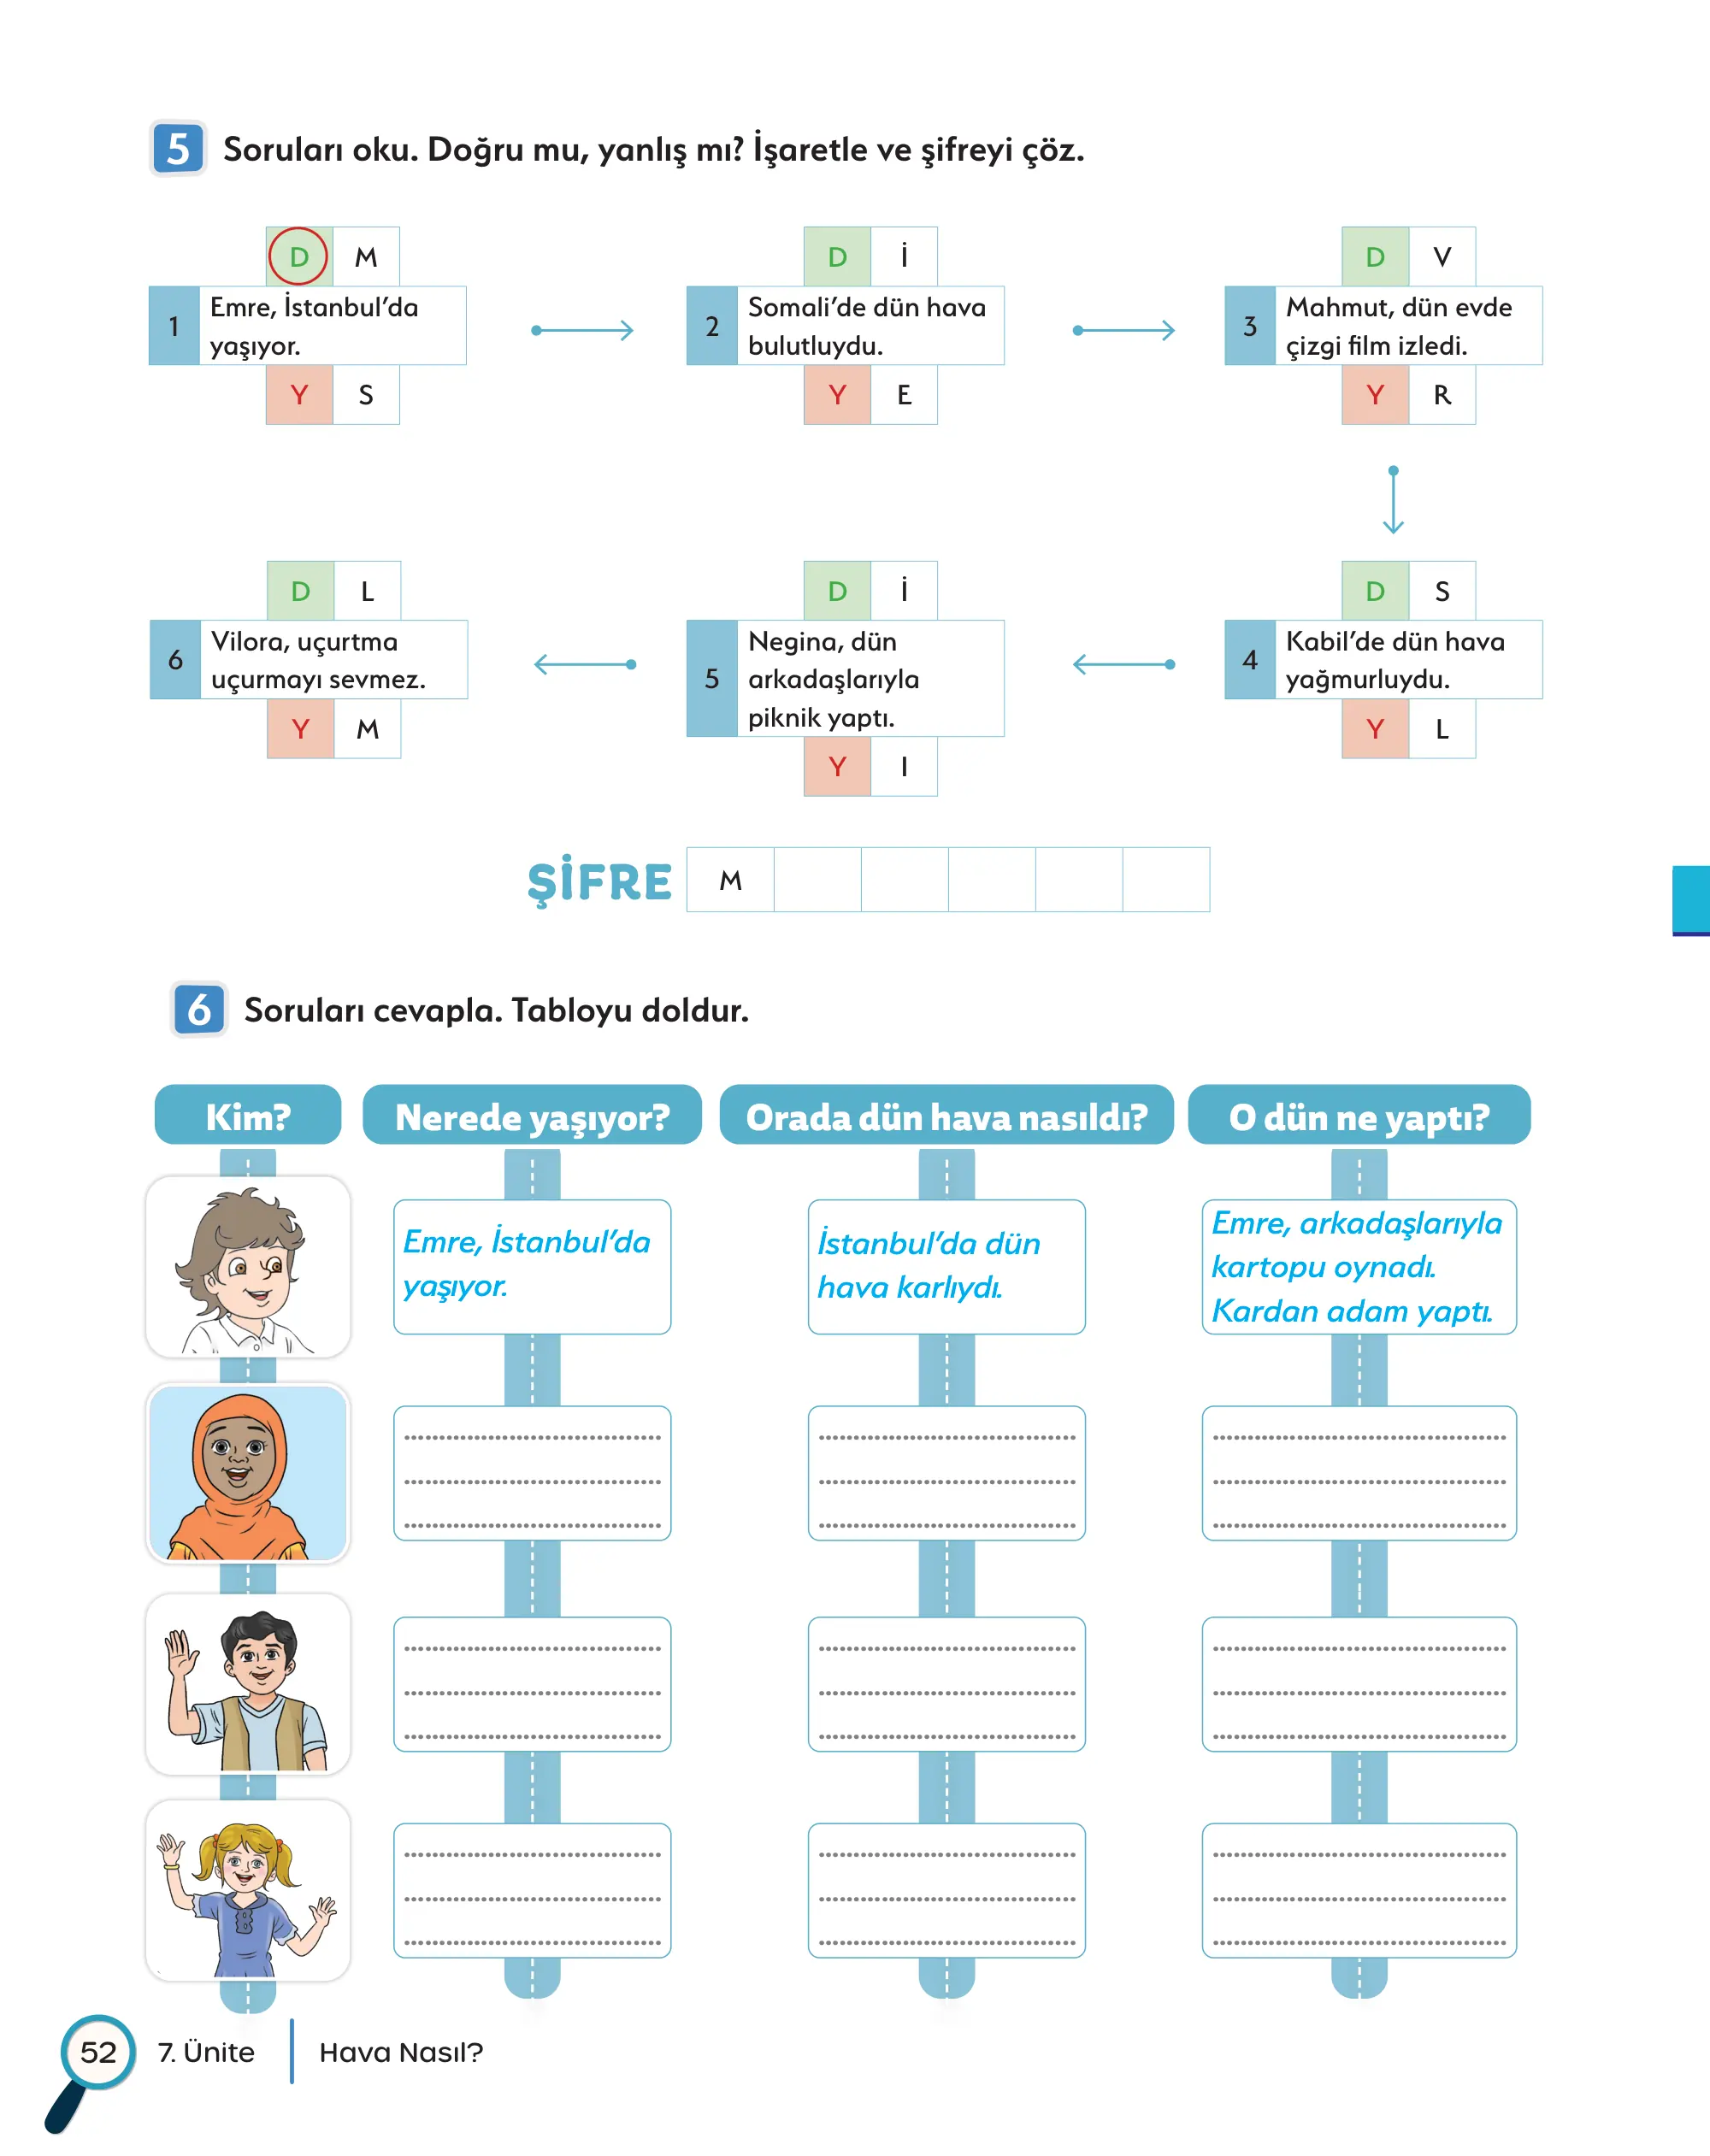 5 Soruları oku. Doğru mu, yanlış mı? İşaretle ve şifreyi çöz.
D M
1 Emre, İstanbul'da
yaşıyor.
Y S
D İ
2 Somali'de dün hava
bulutluydu.
Y E
D V
3 Mahmut, dün evde
çizgi film izledi.
Y R
D S
4 Kabil'de dün hava
yağmurluydu.
Y L
D İ
5 Negina, dün
arkadaşlarıyla
piknik yaptı.
Y I
D L
6 Vilora, uçurtma
uçurmayı sevmez.
Y M
ŞİFRE M
6 Soruları cevapla. Tabloyu doldur.
Kim? Nerede yaşıyor? Orada dün hava nasıldı? O dün ne yaptı?
Emre, İstanbul'da
yaşıyor.
İstanbul'da dün
hava karlıydı.
Emre, arkadaşlarıyla
kartopu oynadı.
Kardan adam yaptı.
52 7. Ünite Hava Nasıl?